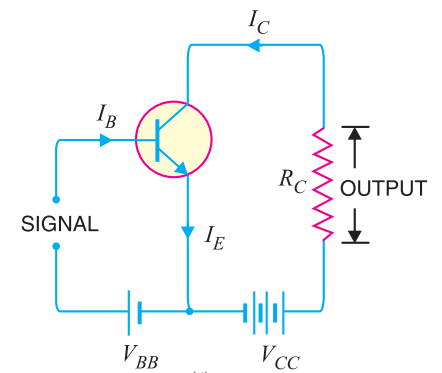 I_C
I_B
R_C
OUTPUT
SIGNAL
I_E
V_BB
V_CC